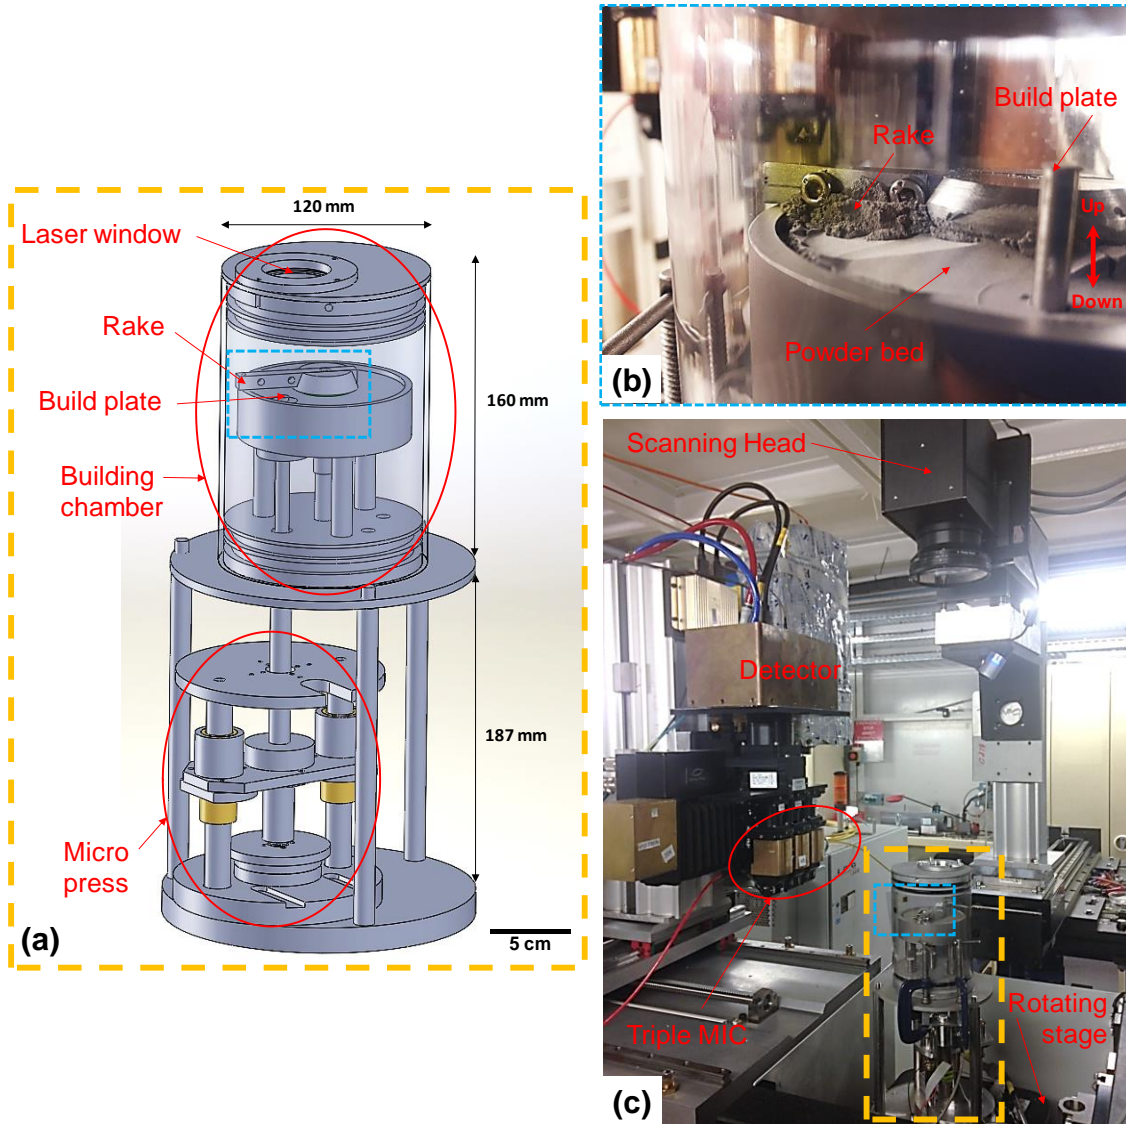 120 mm
Laser window
Rake
Build plate
160 mm
Building
chamber
187 mm
Micro
press
(a)
5 cm
Build plate
Rake
Up
Down
Powder bed
(b)
Scanning Head
Detector
Triple MIC
Rotating
stage
(c)